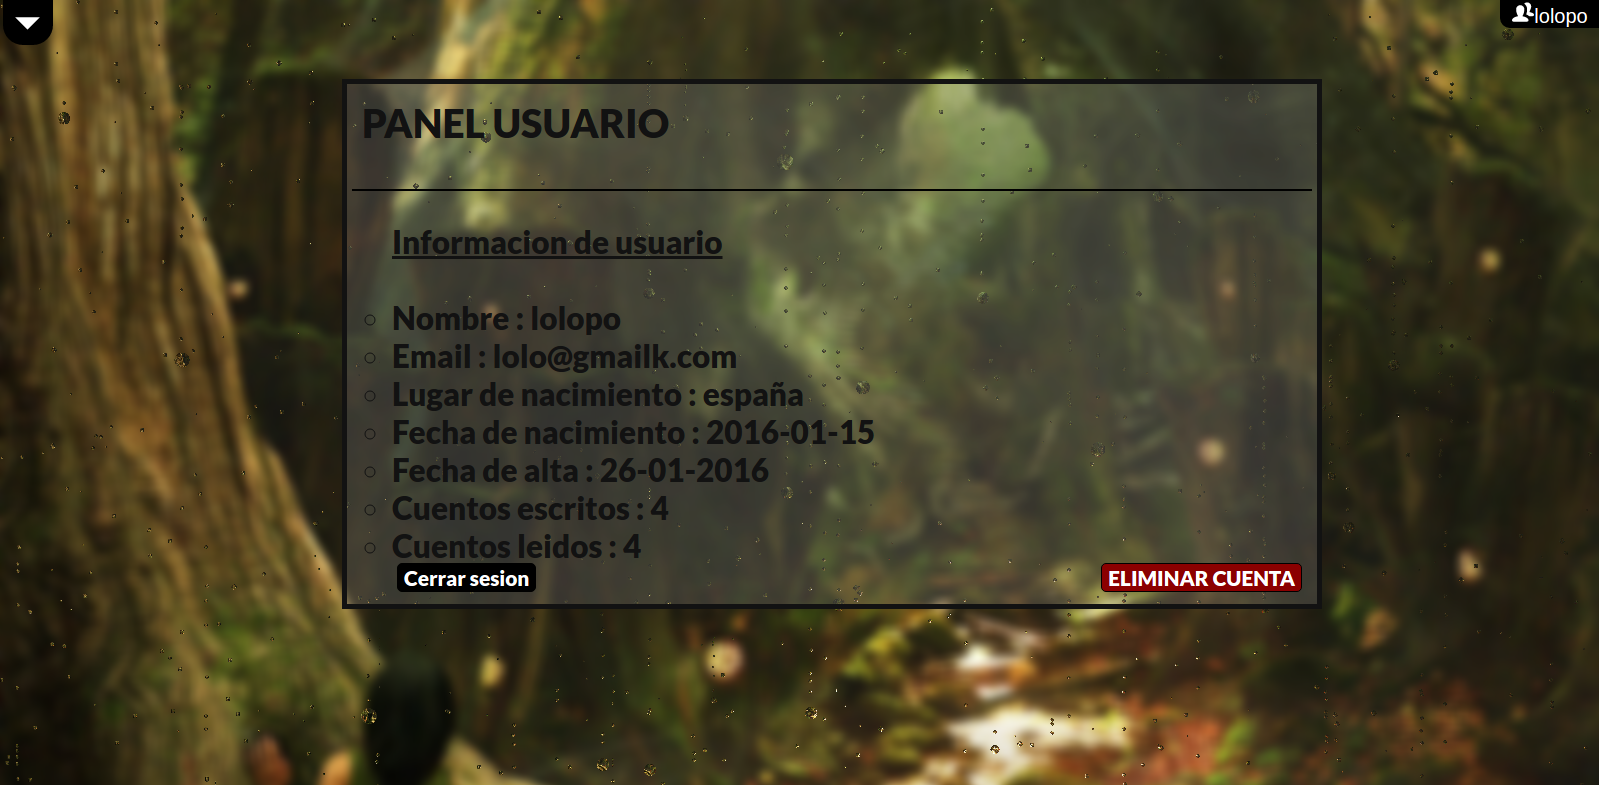 lolopo
PANEL USUARIO
Informacion de usuario
Nombre : lolopo
Email : lolo@gmailk.com
Lugar de nacimiento : españa
Fecha de nacimiento : 2016-01-15
Fecha de alta : 26-01-2016
Cuentos escritos : 4
Cuentos leidos : 4
Cerrar sesion
ELIMINAR CUENTA